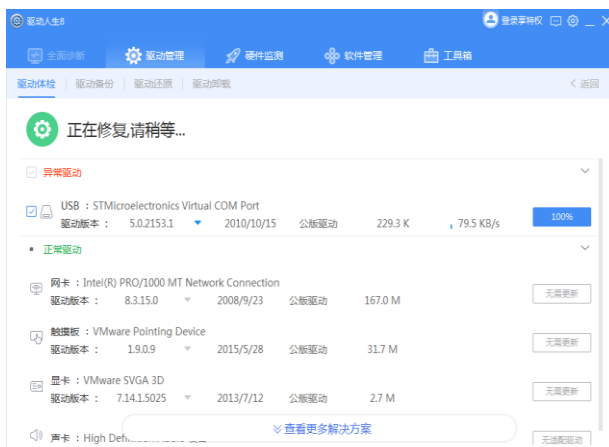 驱动人生8 登录享特权
全面诊断 驱动管理 硬件监测 软件管理 工具箱
驱动体检 驱动备份 驱动还原 驱动卸载 < 返回
正在修复,请稍等...
异常驱动
USB : STMicroelectronics Virtual COM Port
驱动版本 : 5.0.2153.1 2010/10/15 公版驱动 229.3 K 79.5 KB/s 100%
正常驱动
网卡 : Intel(R) PRO/1000 MT Network Connection
驱动版本 : 8.3.15.0 2008/9/23 公版驱动 167.0 M 无需更新
触摸板 : VMware Pointing Device
驱动版本 : 1.9.0.9 2015/5/28 公版驱动 31.7 M 无需更新
显卡 : VMware SVGA 3D
驱动版本 : 7.14.1.5025 2013/7/12 公版驱动 2.7 M 无需更新
查看更多解决方案
声卡 : High 无适配驱动